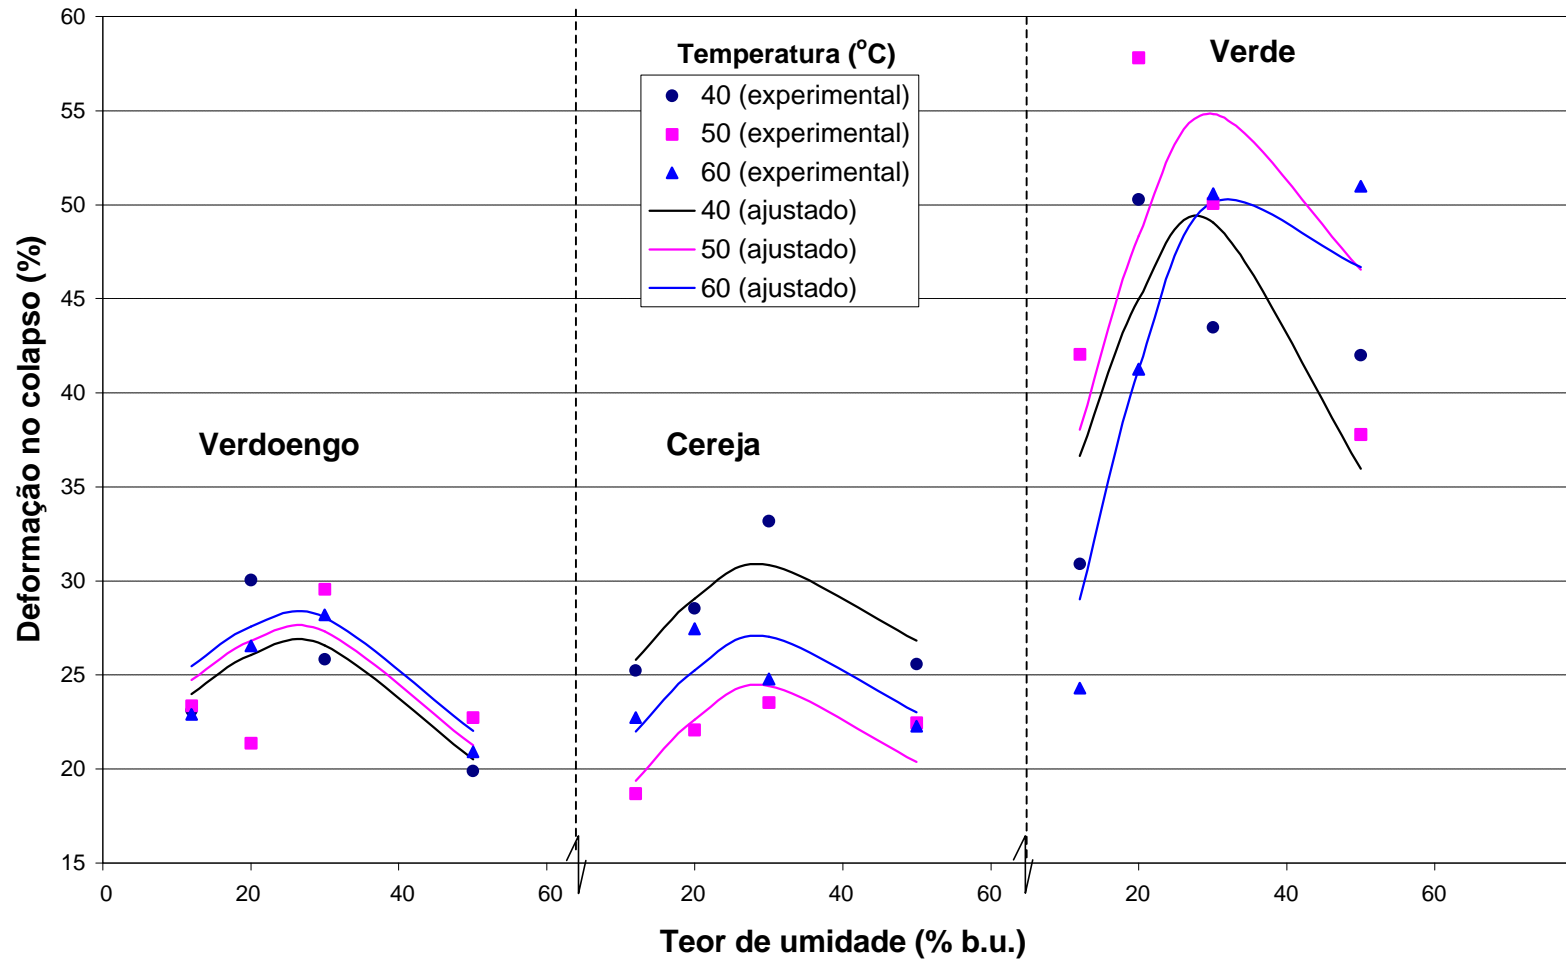 60
55
50
45
40
35
30
25
20
15
Deformação no colapso (%)
Temperatura (°C)
40 (experimental)
50 (experimental)
60 (experimental)
40 (ajustado)
50 (ajustado)
60 (ajustado)
Verde
Verdoengo
Cereja
0 20 40 60 20 40 60 20 40 60
Teor de umidade (% b.u.)